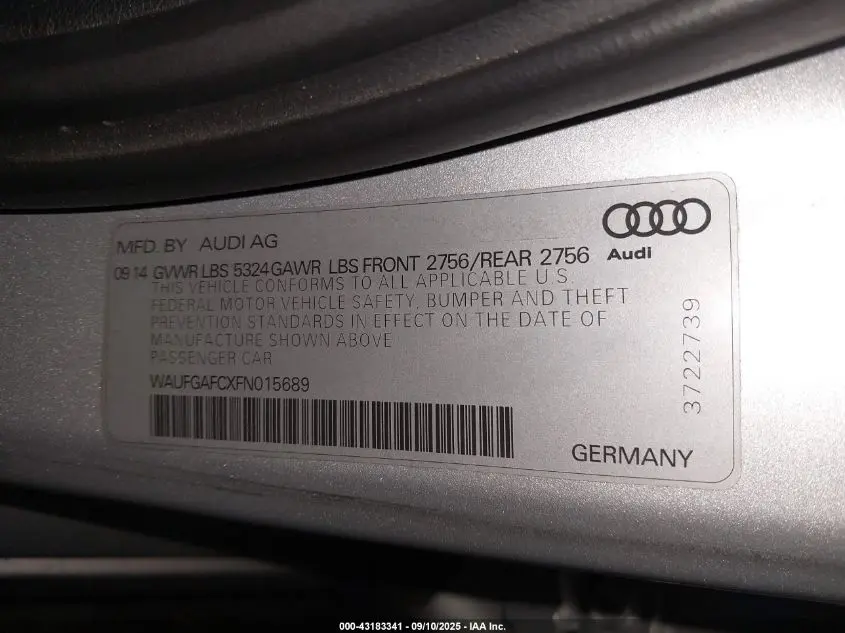 MFD. BY AUDI AG
Audi
09 14 GVWR LBS 5324 GAWR LBS FRONT 2756/REAR 2756
THIS VEHICLE CONFORMS TO ALL APPLICABLE U.S.
FEDERAL MOTOR VEHICLE SAFETY, BUMPER AND THEFT
PREVENTION STANDARDS IN EFFECT ON THE DATE OF
MANUFACTURE SHOWN ABOVE
PASSENGER CAR
WAUFGAFCXFN015689
GERMANY
3722739
000-43183341 - 09/10/2025 - IAA Inc.